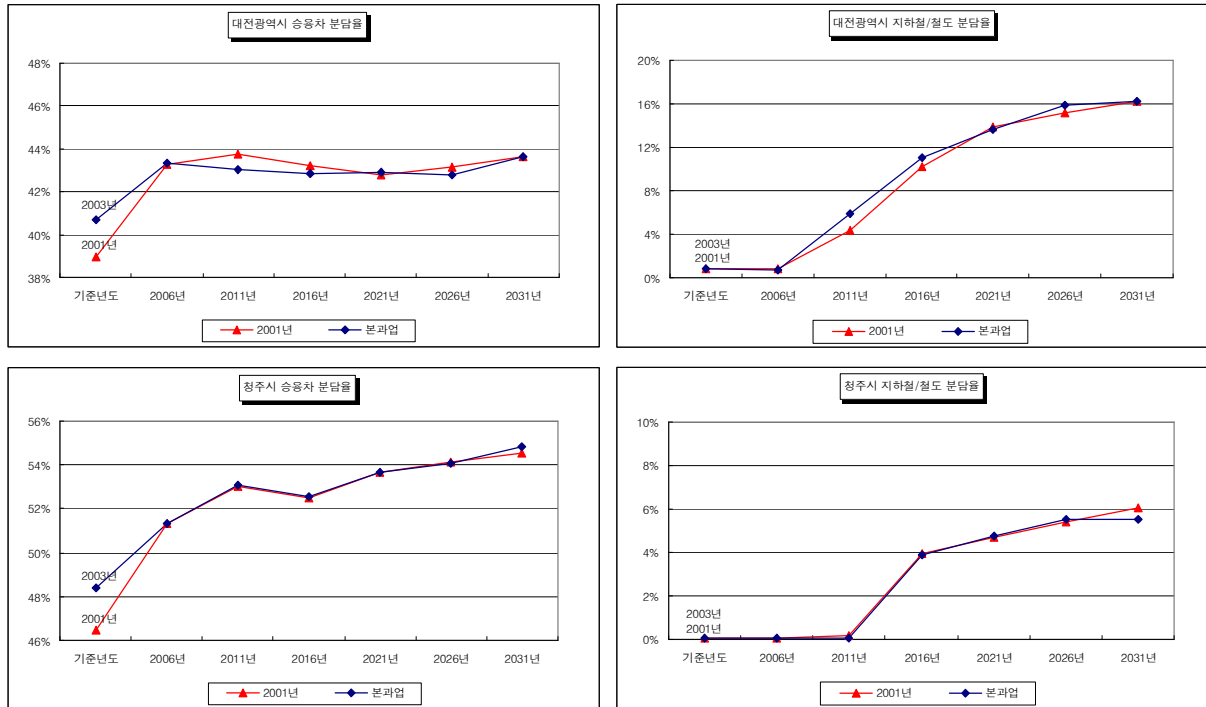 대전광역시 승용차 분담율
48%
46%
44%
42%
40%
38%
2003년
2001년
기준년도 2006년 2011년 2016년 2021년 2026년 2031년
2001년 본과업
대전광역시 지하철/철도 분담율
20%
16%
12%
8%
4%
0%
2003년
2001년
기준년도 2006년 2011년 2016년 2021년 2026년 2031년
2001년 본과업
청주시 승용차 분담율
56%
54%
52%
50%
48%
46%
2003년
2001년
기준년도 2006년 2011년 2016년 2021년 2026년 2031년
2001년 본과업
청주시 지하철/철도 분담율
10%
8%
6%
4%
2%
0%
2003년
2001년
기준년도 2006년 2011년 2016년 2021년 2026년 2031년
2001년 본과업